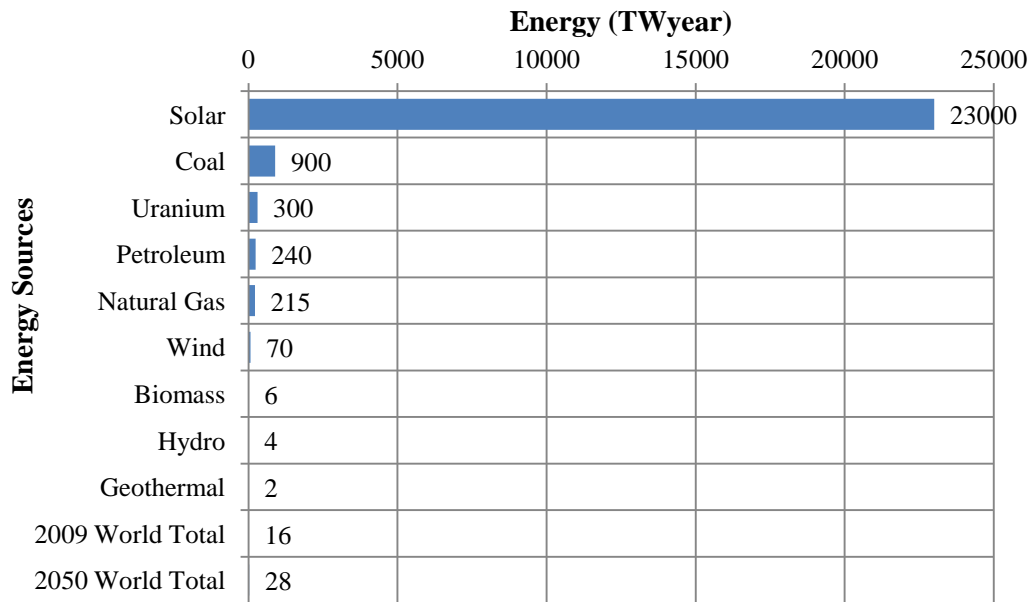 Energy (TWyear)
0 5000 10000 15000 20000 25000
Energy Sources
Solar 23000
Coal 900
Uranium 300
Petroleum 240
Natural Gas 215
Wind 70
Biomass 6
Hydro 4
Geothermal 2
2009 World Total 16
2050 World Total 28